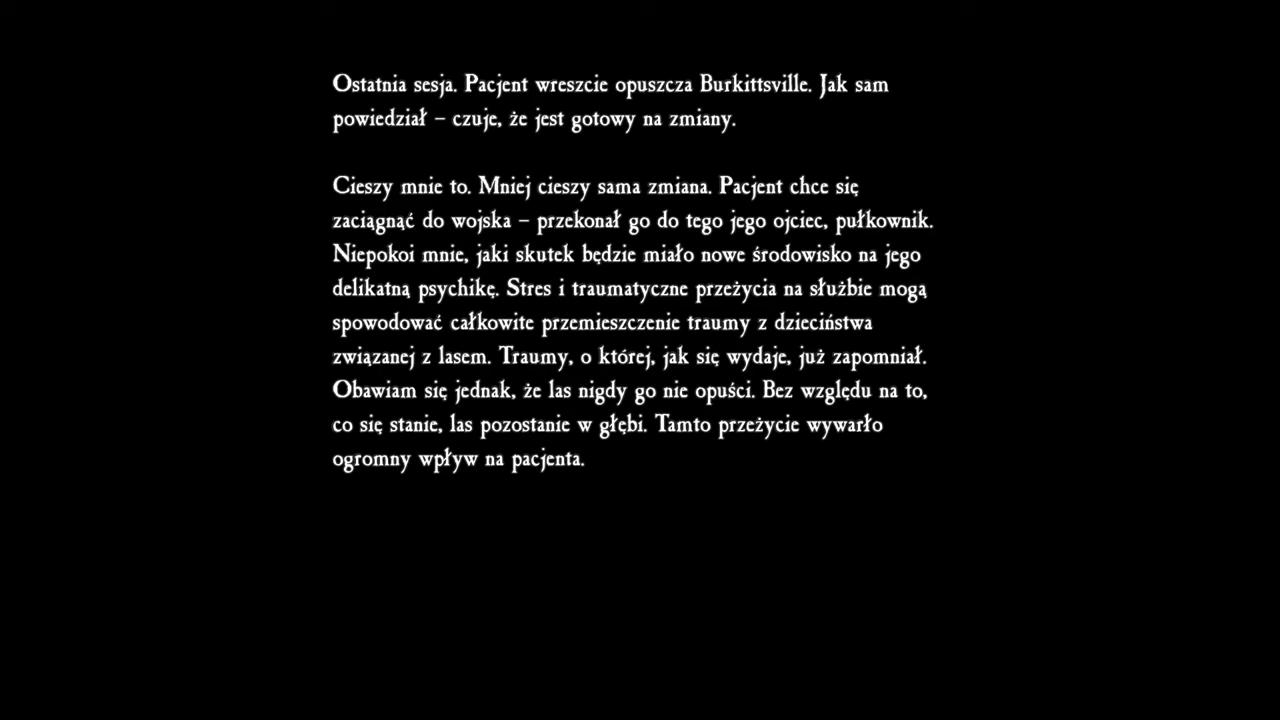 Ostatnia sesja. Pacjent wreszcie opuszcza Burkittsville. Jak sam
powiedział – czuje, że jest gotowy na zmiany.
Cieszy mnie to. Mniej cieszy sama zmiana. Pacjent chce się
zaciągnąć do wojska – przekonał go do tego jego ojciec, pułkownik.
Niepokoi mnie, jaki skutek będzie miało nowe środowisko na jego
delikatną psychikę. Stres i traumatyczne przeżycia na służbie mogą
spowodować całkowite przemieszczenie traumy z dzieciństwa
związanej z lasem. Traumy, o której, jak się wydaje, już zapomniał.
Obawiam się jednak, że las nigdy go nie opuści. Bez względu na to,
co się stanie, las pozostanie w głębi. Tamto przeżycie wywarło
ogromny wpływ na pacjenta.